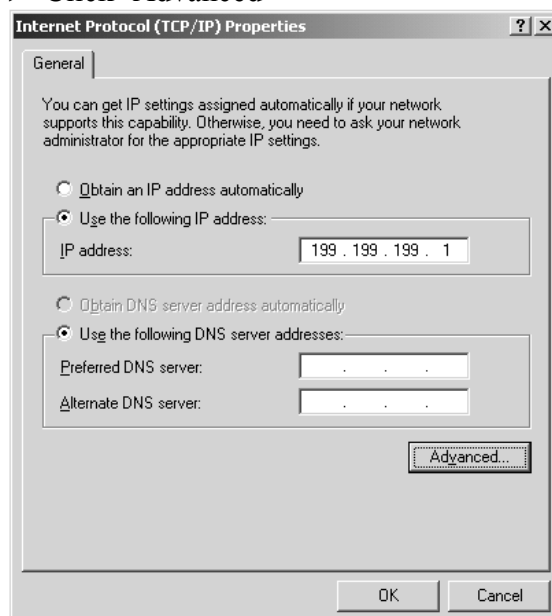 Click "Advanced"
Internet Protocol (TCP/IP) Properties
? X
General
You can get IP settings assigned automatically if your network
supports this capability. Otherwise, you need to ask your network
administrator for the appropriate IP settings.
Obtain an IP address automatically
Use the following IP address:
IP address: 199 . 199 . 199 . 1
Obtain DNS server address automatically
Use the following DNS server addresses:
Preferred DNS server: . . .
Alternate DNS server: . . .
Advanced...
OK Cancel